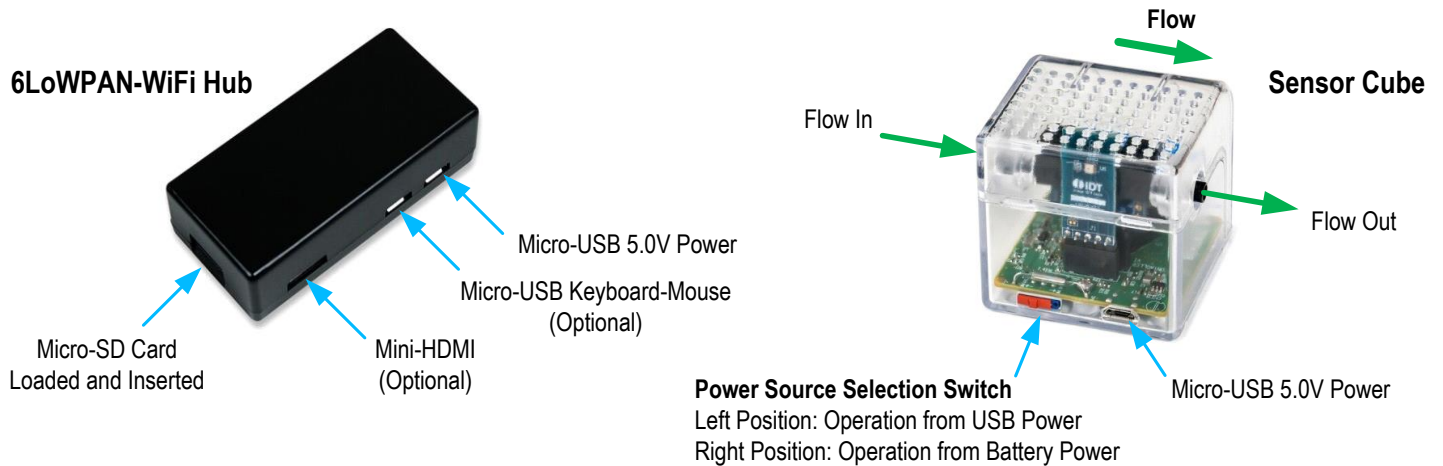 Flow
6LoWPAN-WiFi Hub
Sensor Cube
Flow In
IDT
Flow Out
Micro-USB 5.0V Power
Micro-USB Keyboard-Mouse
(Optional)
Micro-SD Card
Loaded and Inserted
Mini-HDMI
(Optional)
Power Source Selection Switch
Left Position: Operation from USB Power
Right Position: Operation from Battery Power
Micro-USB 5.0V Power